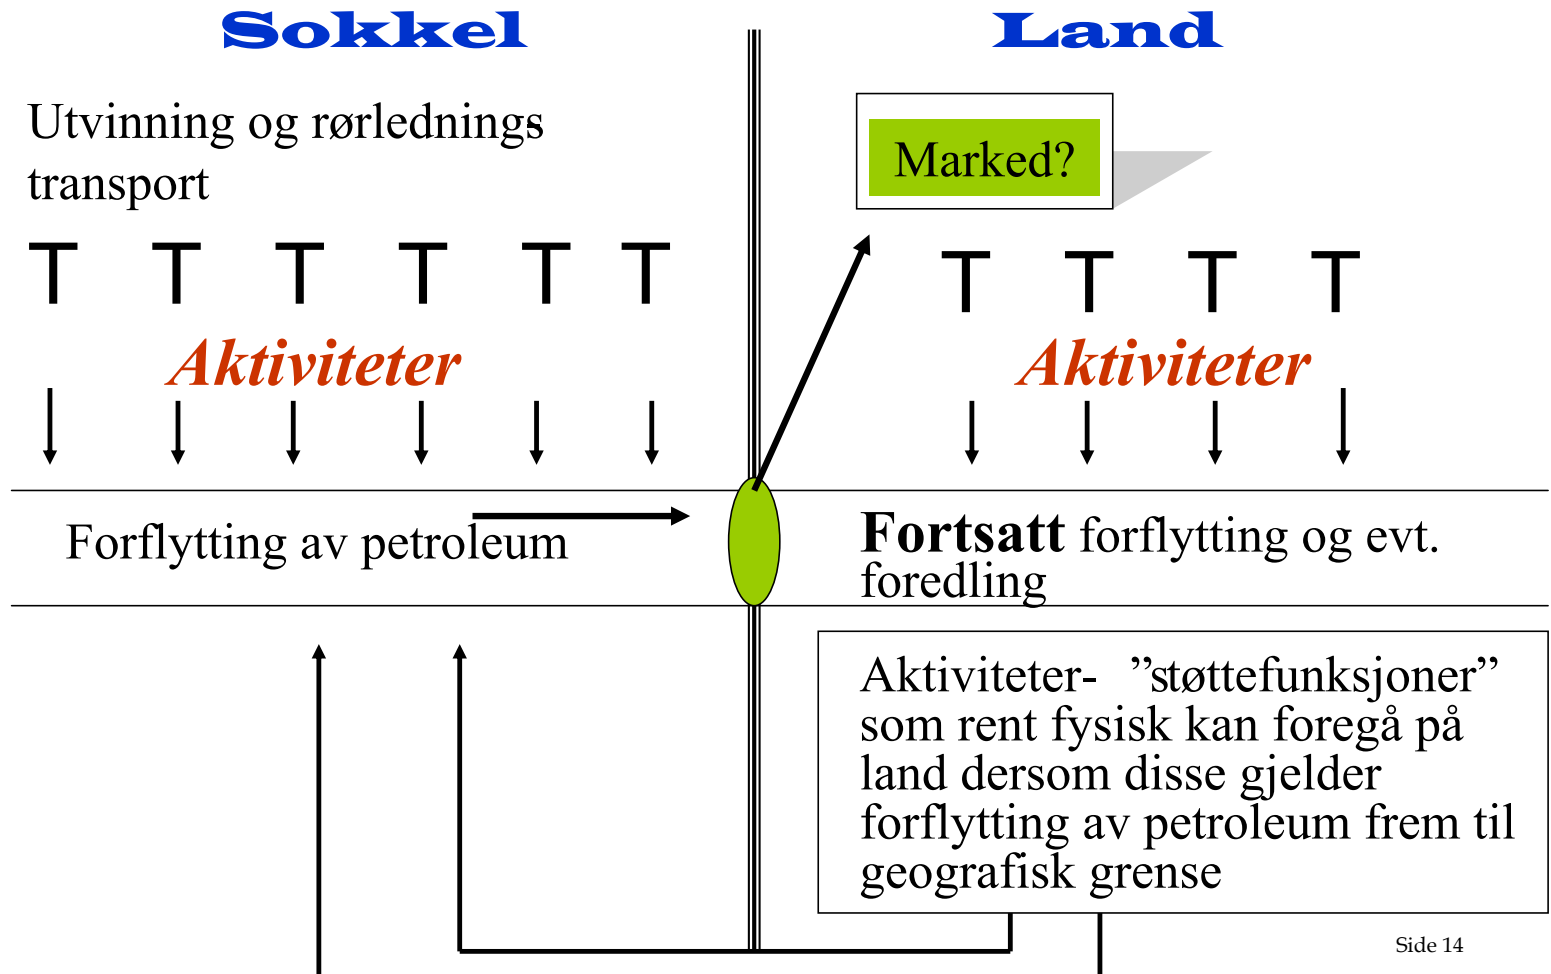 Sokkel
Land
Utvinning og rørlednings
transport
Marked?
T T T T T T
T T T T
Aktiviteter
Aktiviteter
Forflytting av petroleum
Fortsatt forflytting og evt.
foredling
Aktiviteter- ”støttefunksjoner”
som rent fysisk kan foregå på
land dersom disse gjelder
forflytting av petroleum frem til
geografisk grense
Side 14